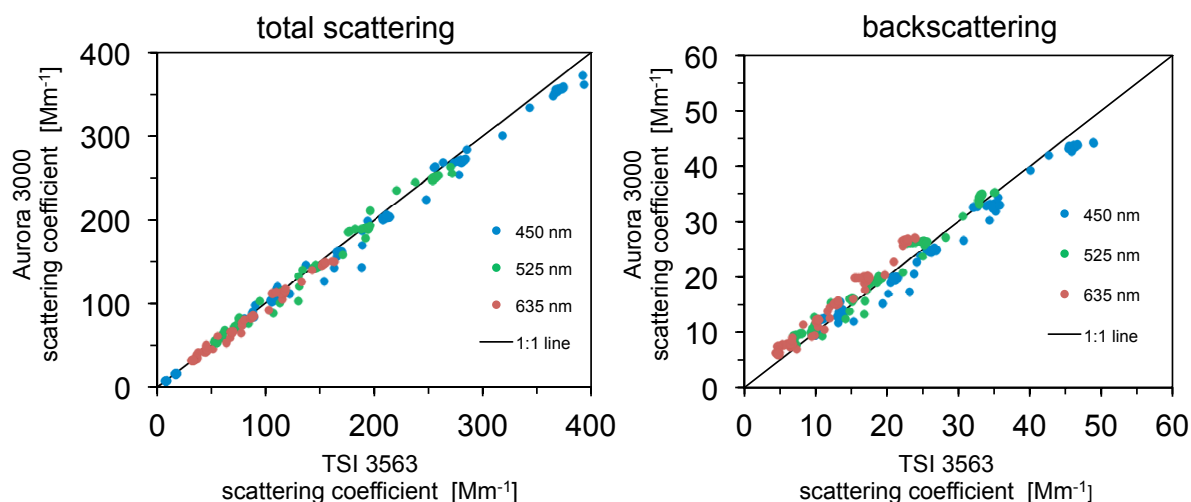 total scattering
400
300
200
100
0
Aurora 3000
scattering coefficient [Mm-1]
450 nm
525 nm
635 nm
1:1 line
0 100 200 300 400
TSI 3563
scattering coefficient [Mm-1]
backscattering
60
50
40
30
20
10
0
Aurora 3000
scattering coefficient [Mm-1]
450 nm
525 nm
635 nm
1:1 line
0 10 20 30 40 50 60
TSI 3563
scattering coefficient [Mm-1]